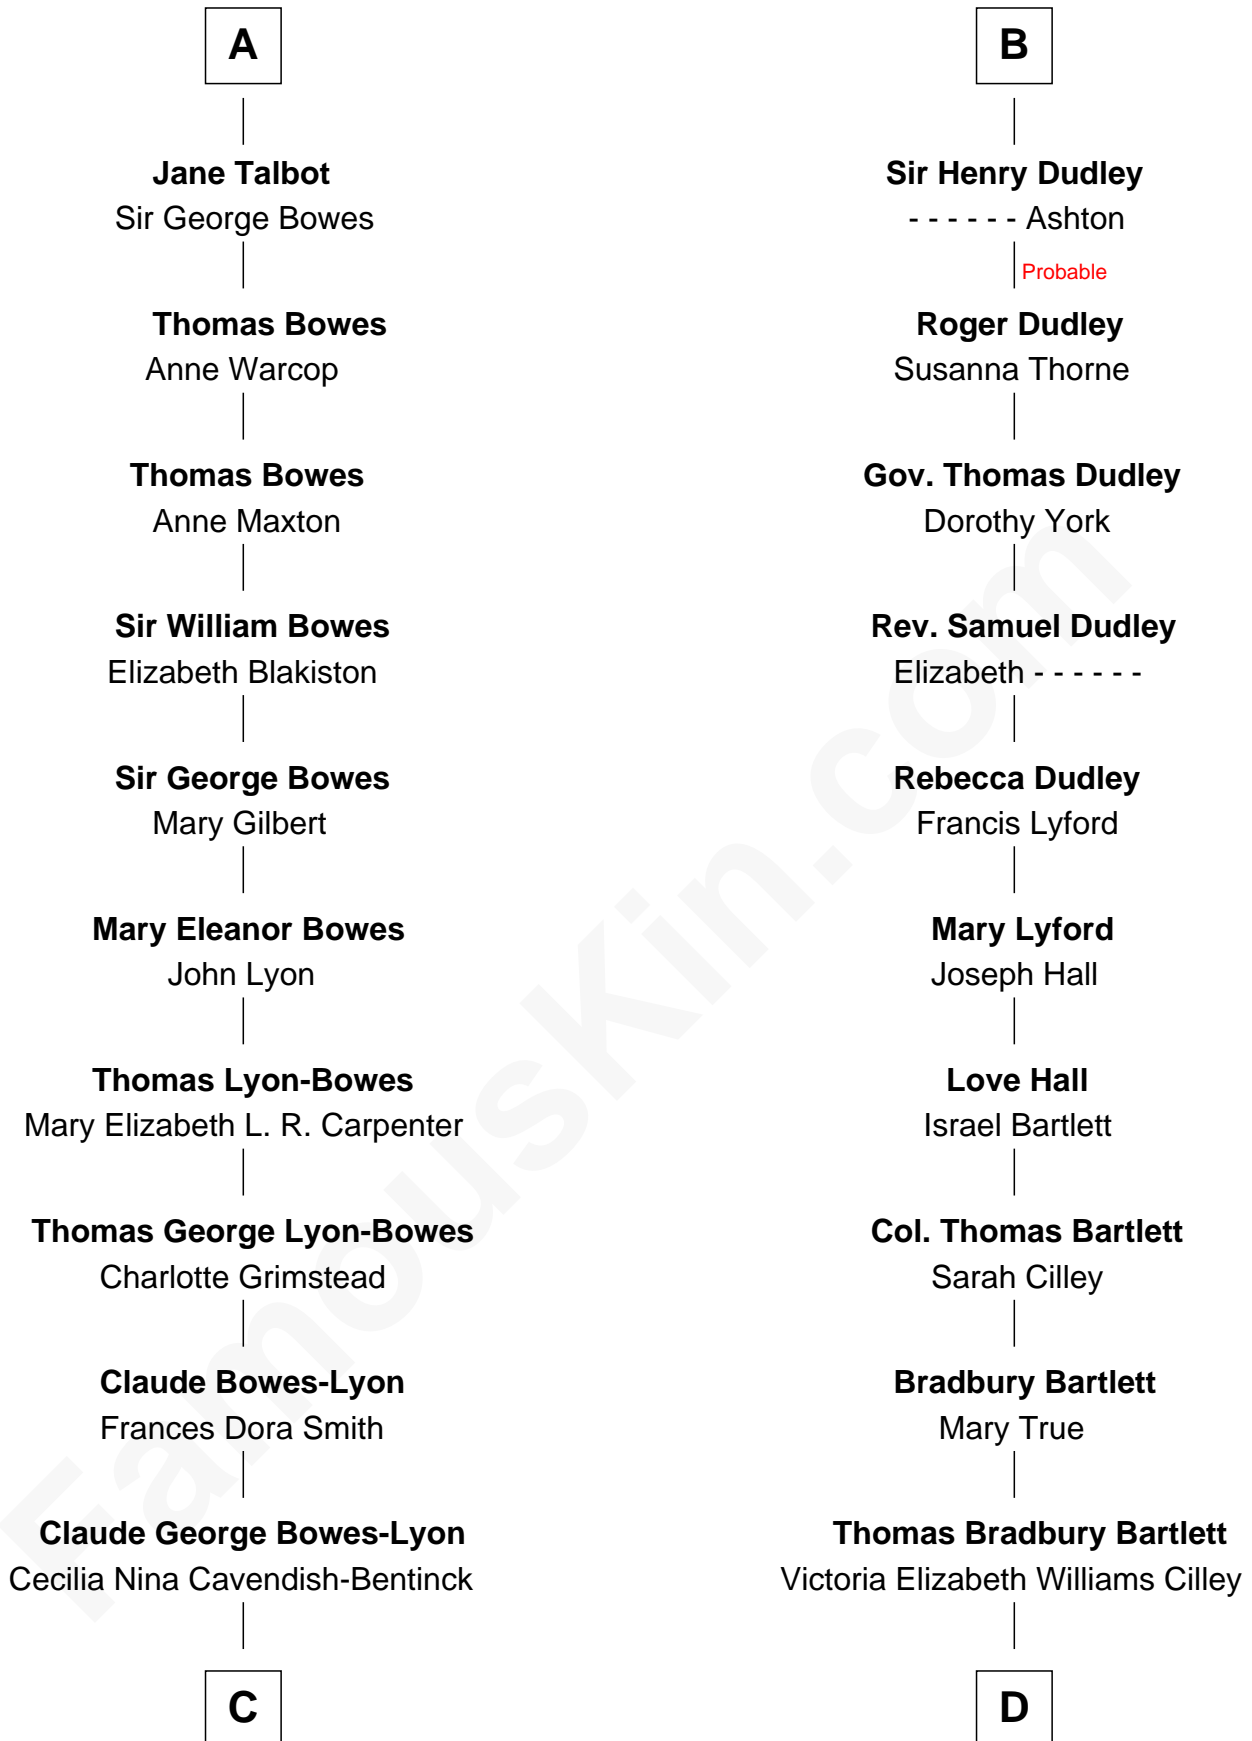 A
Jane Talbot
Sir George Bowes
Thomas Bowes
Anne Warcop
Thomas Bowes
Anne Maxton
Sir William Bowes
Elizabeth Blakiston
Sir George Bowes
Mary Gilbert
Mary Eleanor Bowes
John Lyon
Thomas Lyon-Bowes
Mary Elizabeth L. R. Carpenter
Thomas George Lyon-Bowes
Charlotte Grimstead
Claude Bowes-Lyon
Frances Dora Smith
Claude George Bowes-Lyon
Cecilia Nina Cavendish-Bentinck
C
B
Sir Henry Dudley
- - - - - - Ashton
Probable
Roger Dudley
Susanna Thorne
Gov. Thomas Dudley
Dorothy York
Rev. Samuel Dudley
Elizabeth - - - - - -
Rebecca Dudley
Francis Lyford
Mary Lyford
Joseph Hall
Love Hall
Israel Bartlett
Col. Thomas Bartlett
Sarah Cilley
Bradbury Bartlett
Mary True
Thomas Bradbury Bartlett
Victoria Elizabeth Williams Cilley
D
FamousKin.com